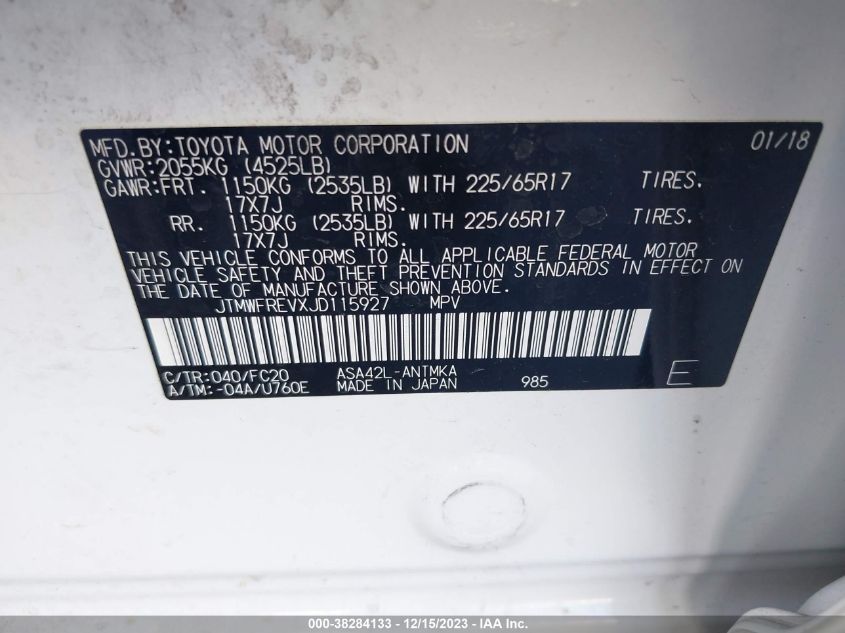 MFD.BY:TOYOTA MOTOR CORPORATION 01/18
GVWR:2055KG (4525LB)
GAWR:FRT. 1150KG (2535LB) WITH 225/65R17 TIRES.
17X7J RIMS.
RR. 1150KG (2535LB) WITH 225/65R17 TIRES.
17X7J RIMS.
THIS VEHICLE CONFORMS TO ALL APPLICABLE FEDERAL MOTOR
VEHICLE SAFETY AND THEFT PREVENTION STANDARDS IN EFFECT ON
THE DATE OF MANUFACTURE SHOWN ABOVE.
JTMWFREVXJD115927 MPV
C/TR:040/FC20 ASA42L-ANTMKA
A/TM:-04A/U760E MADE IN JAPAN 985 E
000-38284133 - 12/15/2023 - IAA Inc.